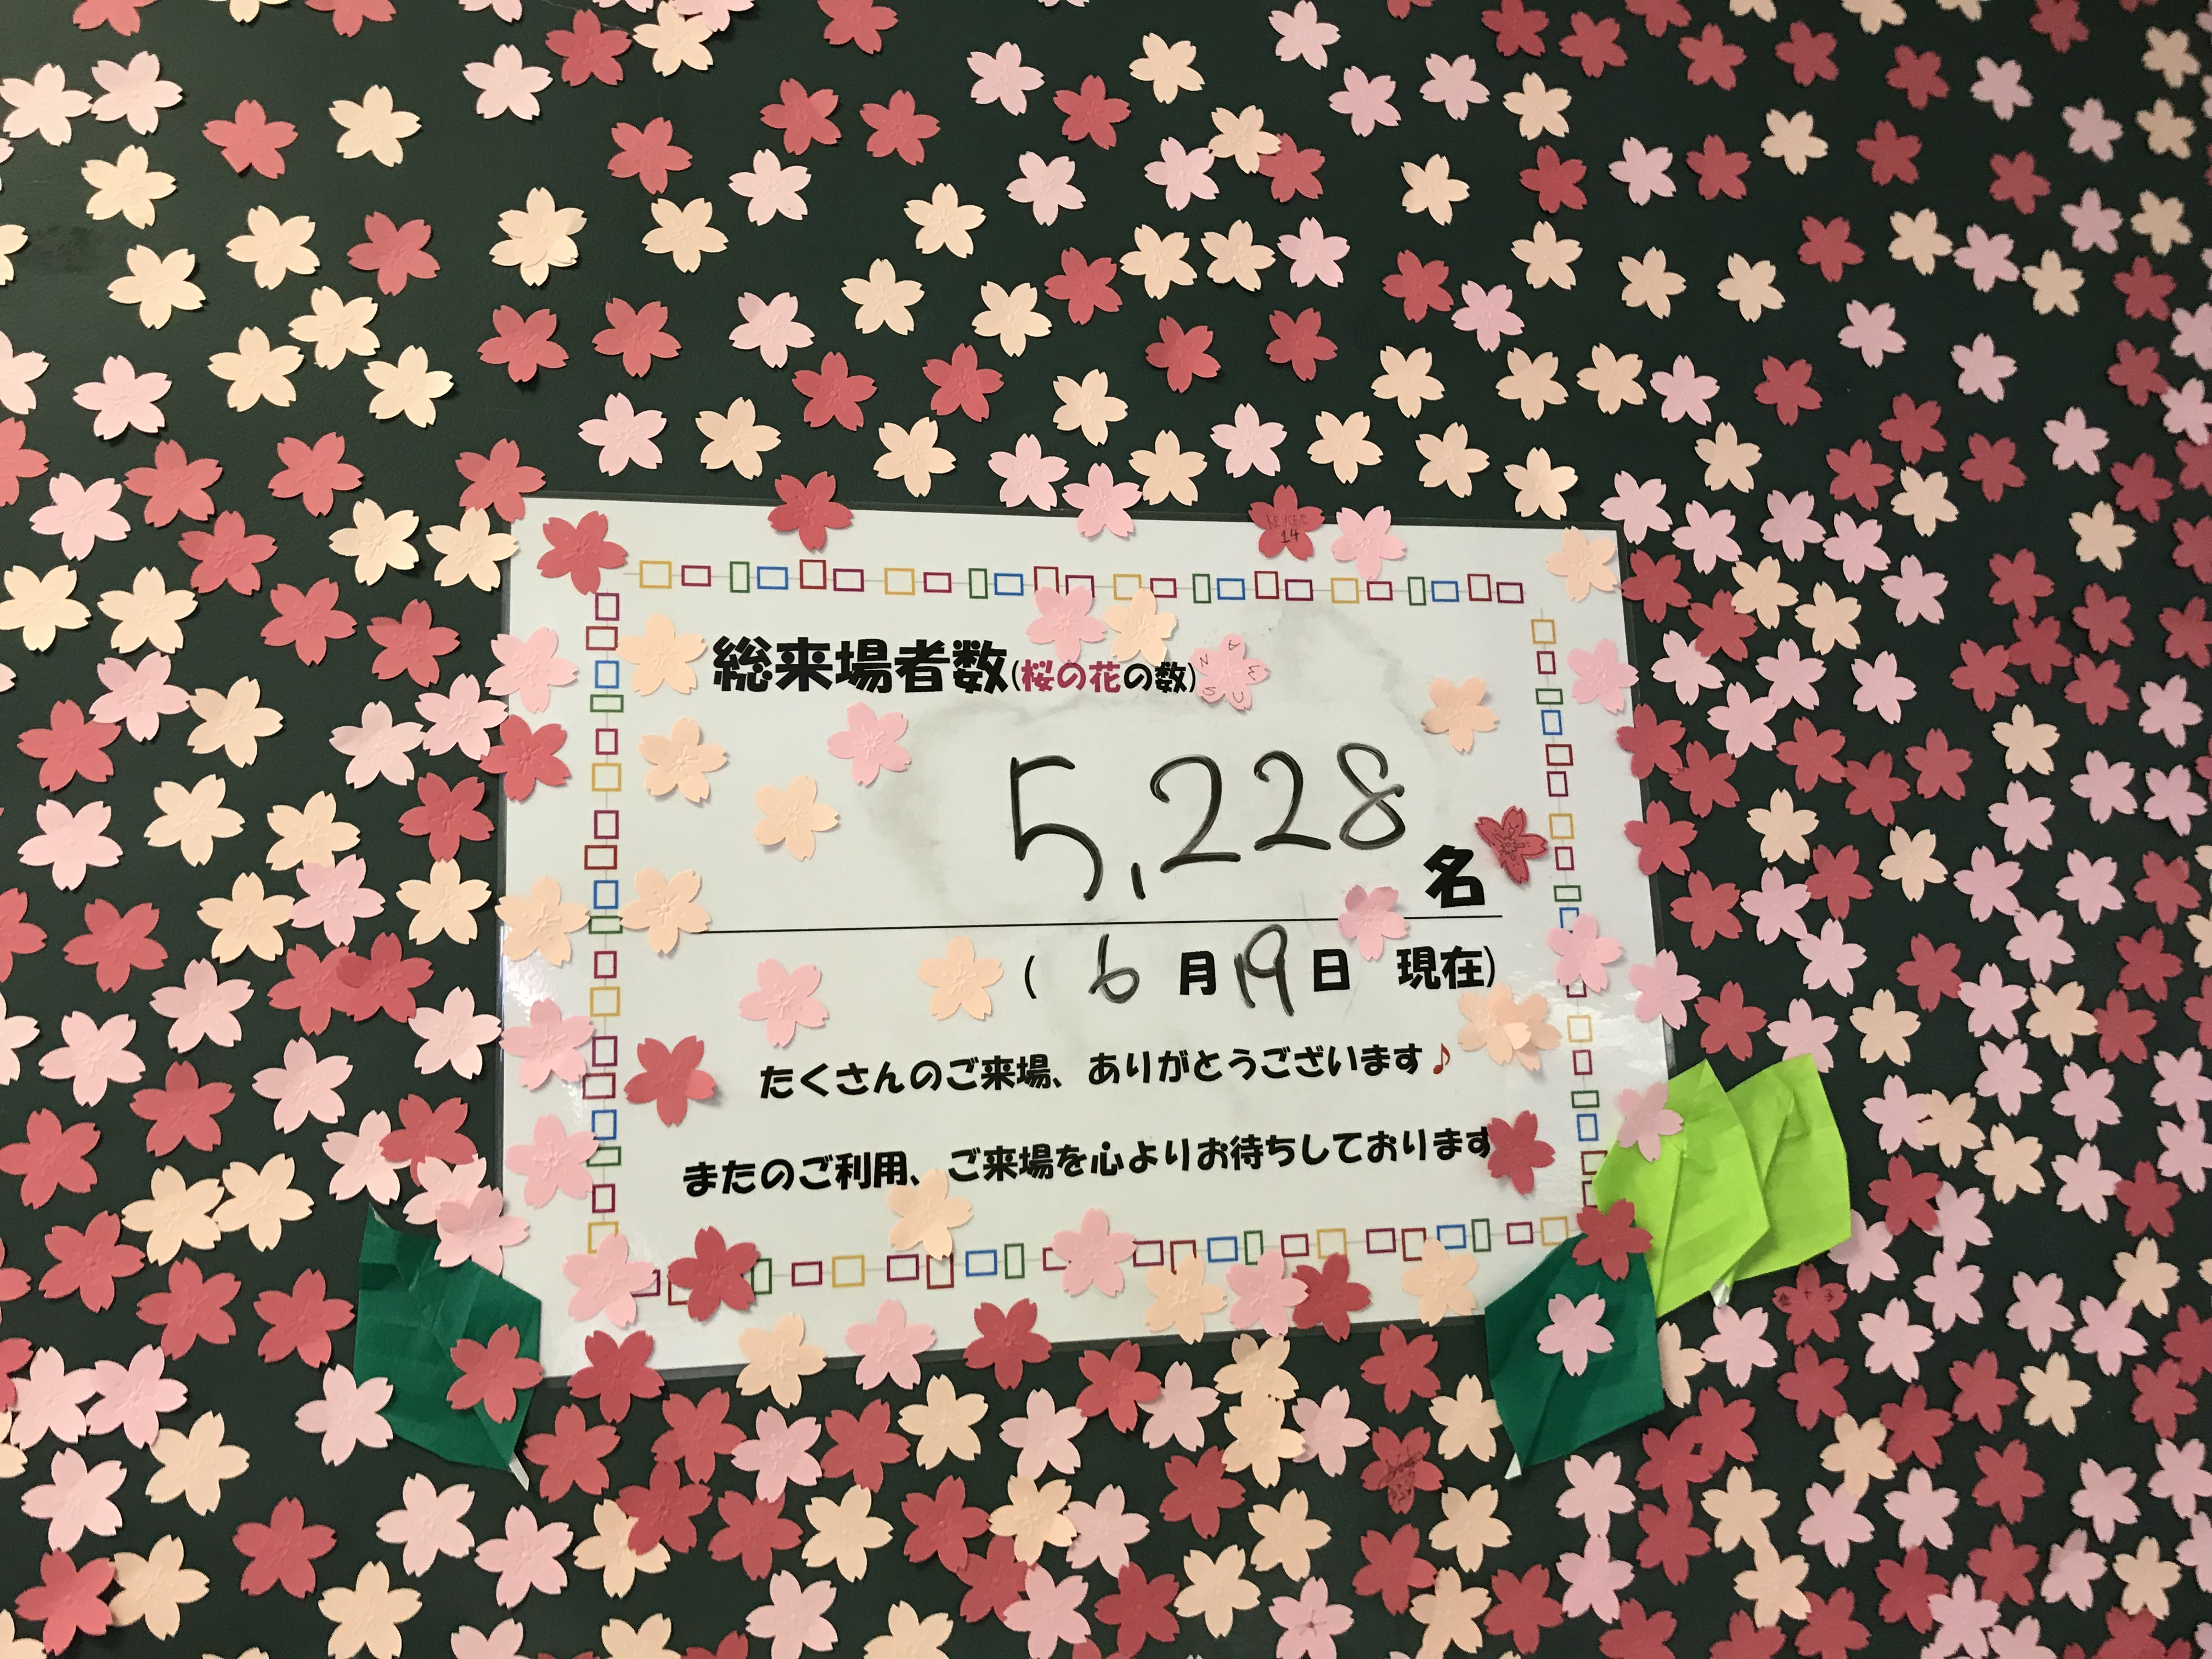 総来場者数(桜の花の数)
5,228名
(6月19日 現在)
たくさんのご来場、ありがとうございます♪
またのご利用、ご来場を心よりお待ちしております